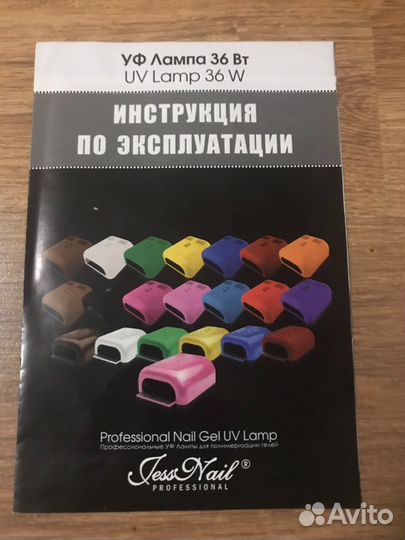 УФ Лампа 36 Вт
UV Lamp 36 W
ИНСТРУКЦИЯ
ПО ЭКСПЛУАТАЦИИ
Professional Nail Gel UV Lamp
Профессиональные УФ Лампы для полимеризации гелей
JessNail ®
PROFESSIONAL
Avito